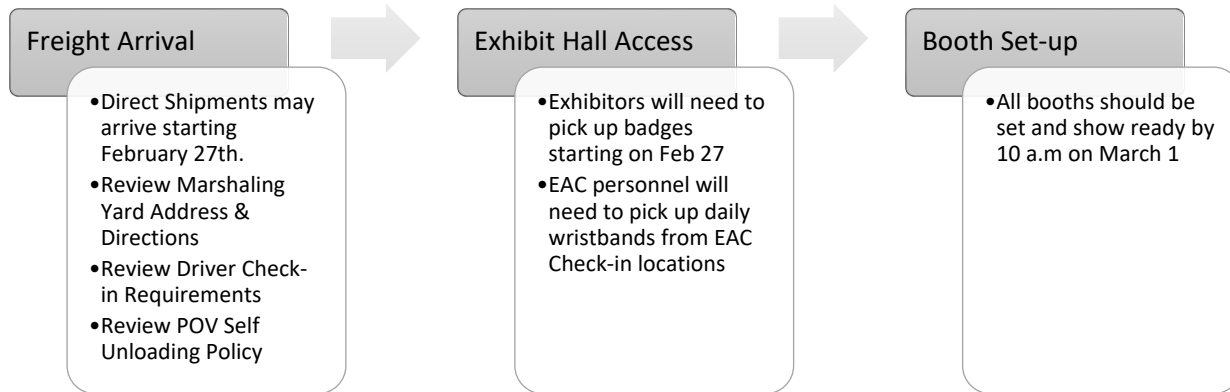 Freight Arrival
•Direct Shipments may
arrive starting
February 27th.
•Review Marshaling
Yard Address &
Directions
•Review Driver Check-
in Requirements
•Review POV Self
Unloading Policy
Exhibit Hall Access
•Exhibitors will need to
pick up badges
starting on Feb 27
•EAC personnel will
need to pick up daily
wristbands from EAC
Check-in locations
Booth Set-up
•All booths should be
set and show ready by
10 a.m on March 1